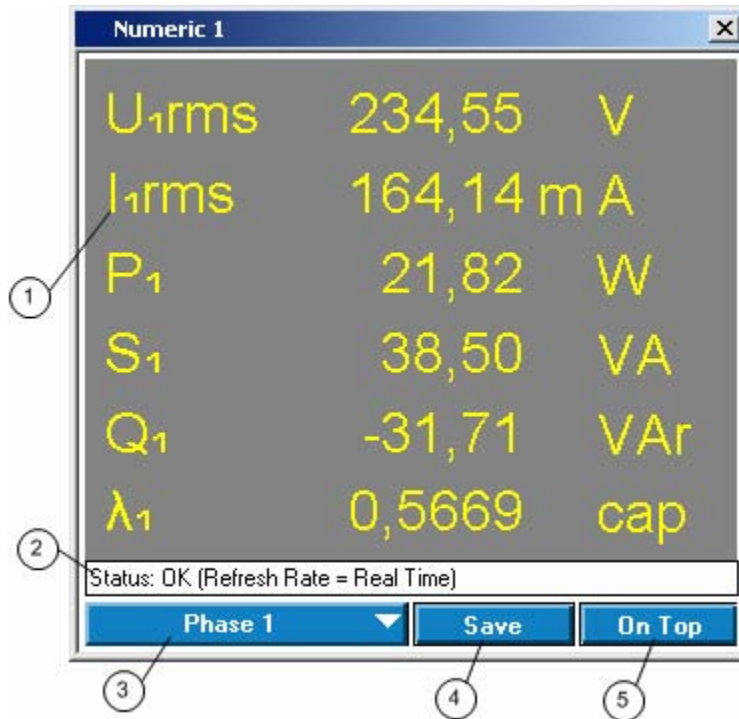 Numeric 1
U₁rms 234,55 V
I₁rms 164,14 m A
P₁ 21,82 W
S₁ 38,50 VA
Q₁ -31,71 VAr
λ₁ 0,5669 cap
Status: OK (Refresh Rate = Real Time)
Phase 1 Save On Top
1
2
3
4
5